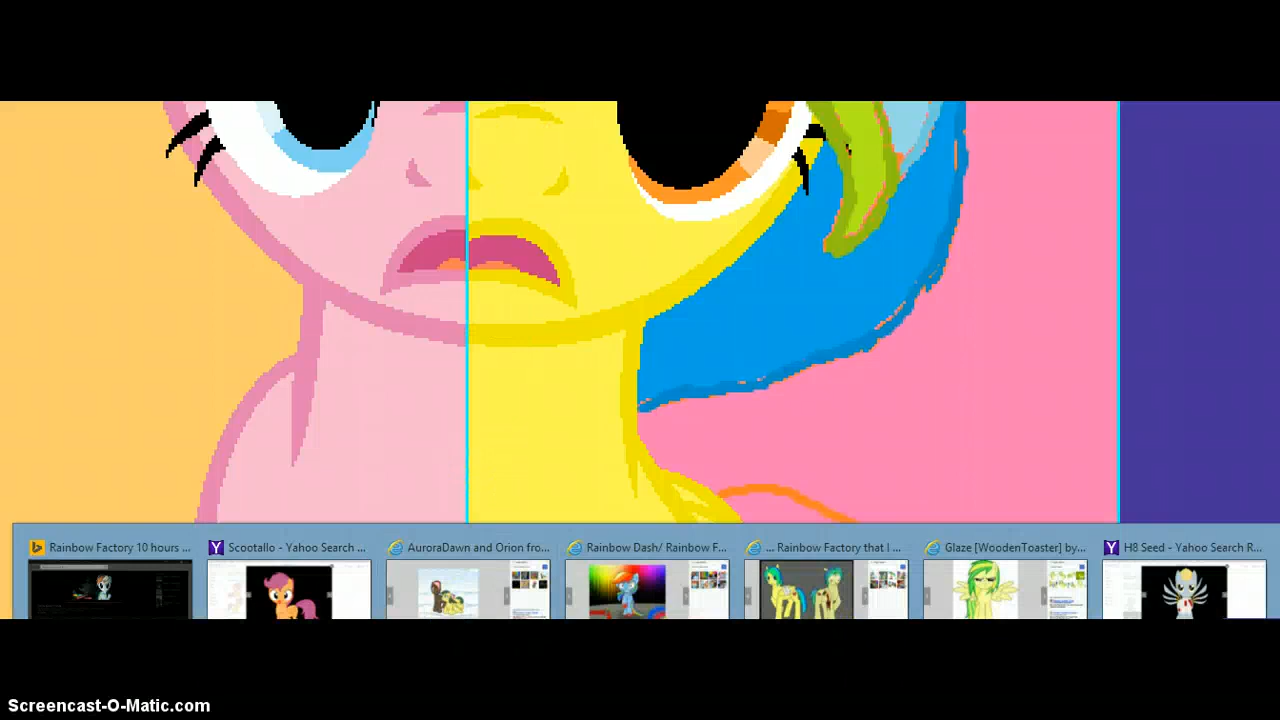 Rainbow Factory 10 hours ...
Scootallo - Yahoo Search ...
AuroraDawn and Orion fro...
Rainbow Dash/ Rainbow F...
... Rainbow Factory that I ...
Glaze [WoodenToaster] by...
H8 Seed - Yahoo Search R...
Screencast-O-Matic.com